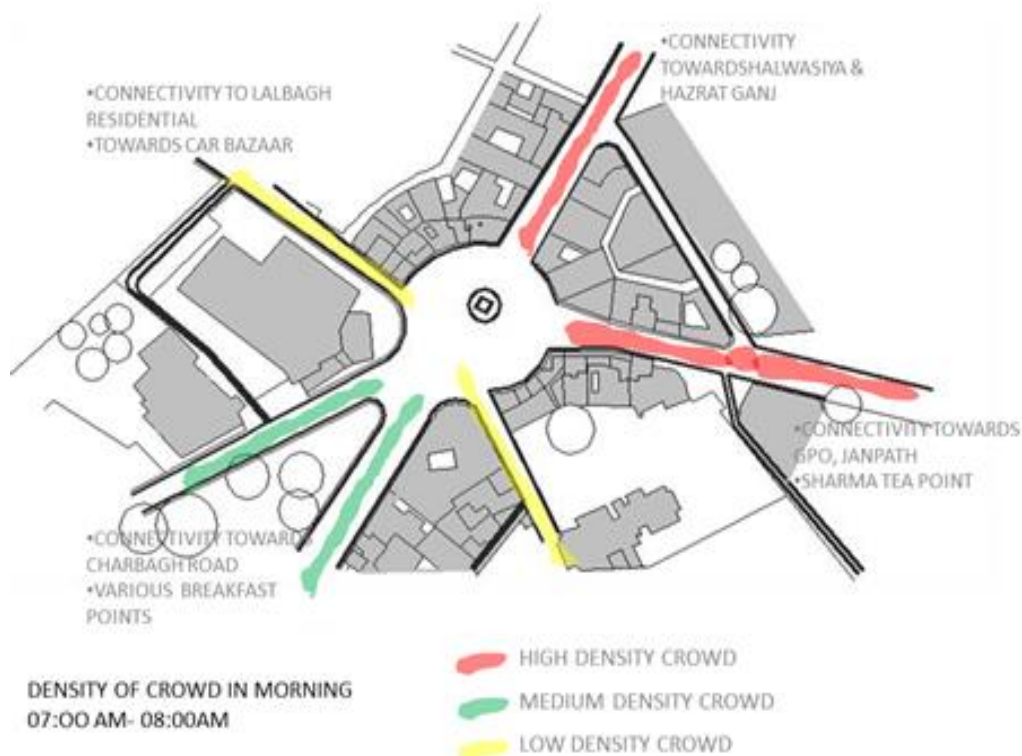 •CONNECTIVITY
TOWARDSHALWASIYA &
HAZRAT GANJ
•CONNECTIVITY TO LALBAGH
RESIDENTIAL
•TOWARDS CAR BAZAAR
•CONNECTIVITY TOWARDS
GPO, JANPATH
•SHARMA TEA POINT
•CONNECTIVITY TOWARDS
CHARBAGH ROAD
•VARIOUS BREAKFAST
POINTS
DENSITY OF CROWD IN MORNING
07:OO AM- 08:00AM
HIGH DENSITY CROWD
MEDIUM DENSITY CROWD
LOW DENSITY CROWD